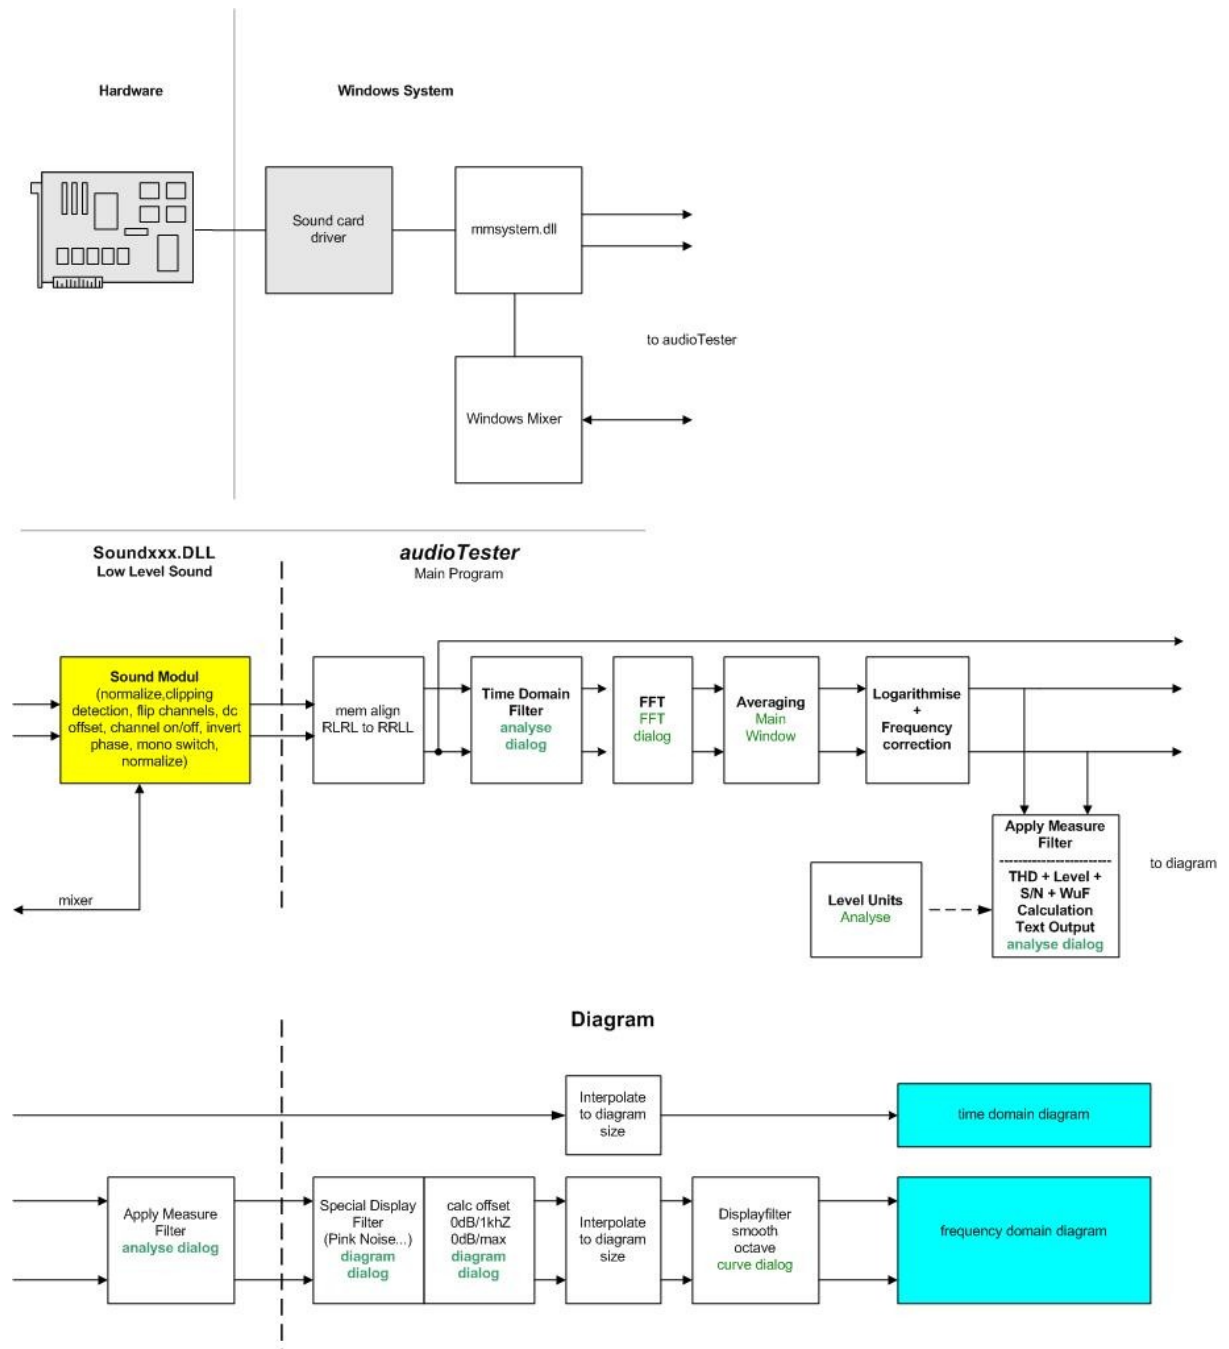 Hardware
Windows System
Sound card
driver
mmsystem.dll
to audioTester
Windows Mixer
Soundxxx.DLL
Low Level Sound
audioTester
Main Program
Sound Modul
(normalize,clipping
detection, flip channels, dc
offset, channel on/off, invert
phase, mono switch,
normalize)
mem align
RLRL to RRLL
Time Domain
Filter
analyse
dialog
FFT
FFT
dialog
Averaging
Main
Window
Logarithmise
+
Frequency
correction
mixer
Level Units
Analyse
Apply Measure
Filter
--------------------------
THD + Level +
S/N + WuF
Calculation
Text Output
analyse dialog
to diagram
Diagram
Interpolate
to diagram
size
time domain diagram
Apply Measure
Filter
analyse dialog
Special Display
Filter
(Pink Noise...)
diagram
dialog
calc offset
0dB/1khZ
0dB/max
diagram
dialog
Interpolate
to diagram
size
Displayfilter
smooth
octave
curve dialog
frequency domain diagram